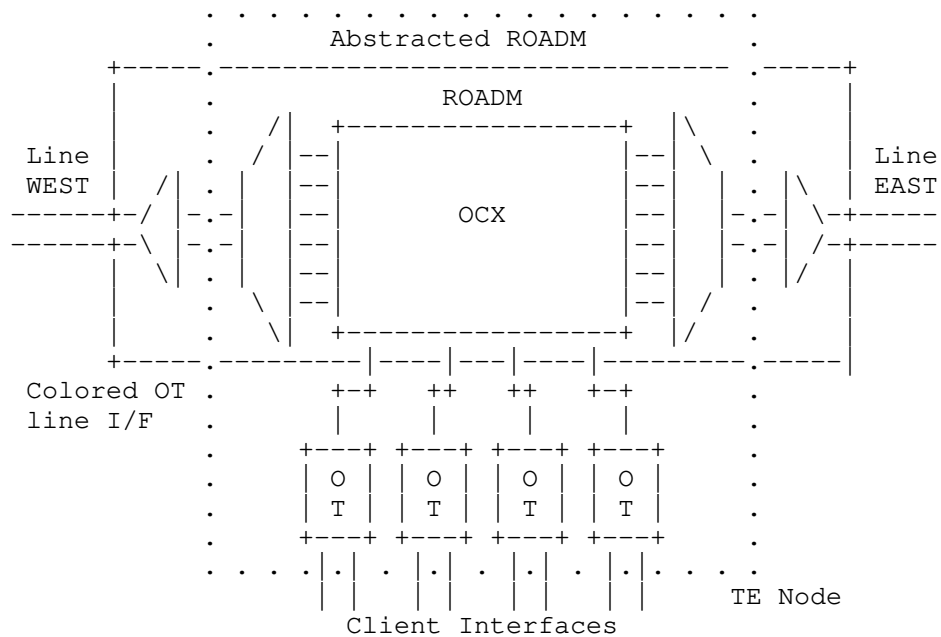 Abstracted ROADM
ROADM
Line WEST
Line EAST
OCX
Colored OT
line I/F
O O O O
T T T T
TE Node
Client Interfaces